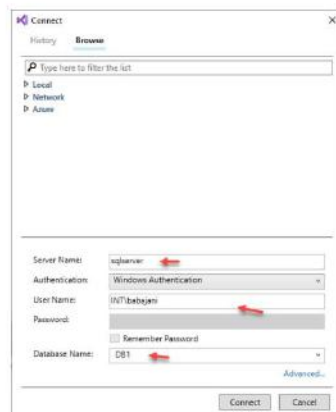 Connect
History Browse
Type here to filter the list
Local
Network
Azure
Server Name: sqlserver
Authentication: Windows Authentication
User Name: INT\babajani
Password:
Remember Password
Database Name: DB1
Advanced...
Connect Cancel